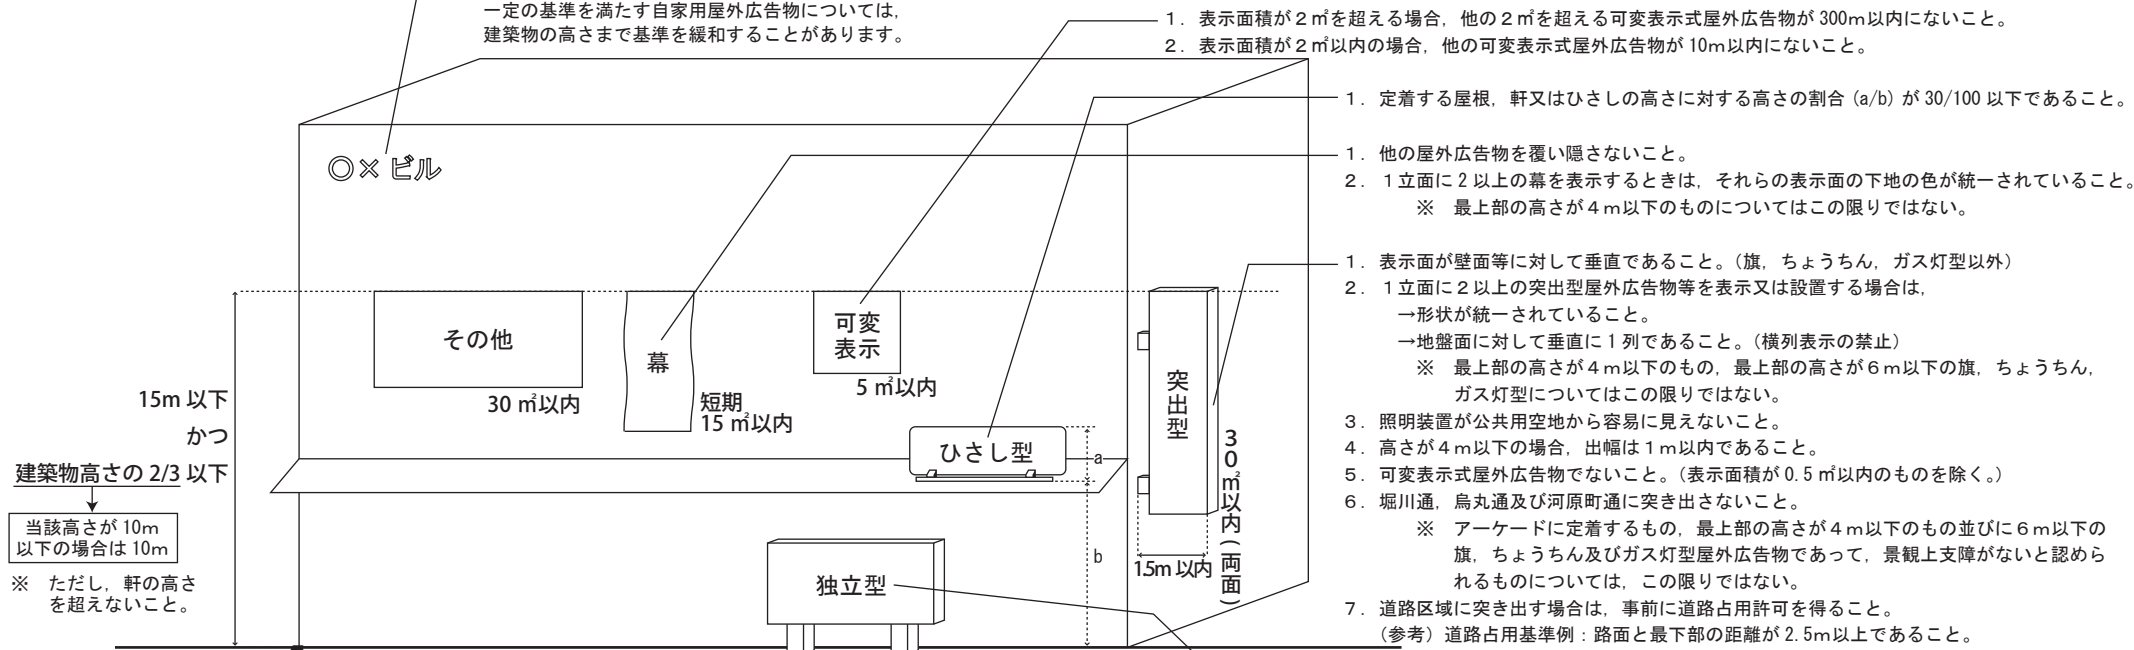 一定の基準を満たす自家用屋外広告物については,
建築物の高さまで基準を緩和することがあります。
1. 表示面積が2㎡を超える場合, 他の2㎡を超える可変表示式屋外広告物が300m以内にないこと。
2. 表示面積が2㎡以内の場合, 他の可変表示式屋外広告物が10m以内にないこと。
1. 定着する屋根, 軒又はひさしの高さに対する高さの割合 (a/b) が 30/100 以下であること。
1. 他の屋外広告物を覆い隠さないこと。
2. 1立面に2以上の幕を表示するときは, それらの表示面の下地の色が統一されていること。
※ 最上部の高さが4m以下のものについてはこの限りではない。
1. 表示面が壁面等に対して垂直であること。(旗, ちょうちん, ガス灯型以外)
2. 1立面に2以上の突出型屋外広告物等を表示又は設置する場合は,
→形状が統一されていること。
→地盤面に対して垂直に1列であること。(横列表示の禁止)
※ 最上部の高さが4m以下のもの, 最上部の高さが6m以下の旗, ちょうちん,
ガス灯型についてはこの限りではない。
3. 照明装置が公共用空地から容易に見えないこと。
4. 高さが4m以下の場合, 出幅は1m以内であること。
5. 可変表示式屋外広告物でないこと。(表示面積が0.5㎡以内のものを除く。)
6. 堀川通, 烏丸通及び河原町通に突き出さないこと。
※ アーケードに定着するもの, 最上部の高さが4m以下のもの並びに6m以下の
旗, ちょうちん及びガス灯型屋外広告物であって, 景観上支障がないと認めら
れるものについては, この限りではない。
7. 道路区域に突き出す場合は, 事前に道路占用許可を得ること。
(参考) 道路占用基準例：路面と最下部の距離が2.5m以上であること。
◎×ビル
その他
30㎡以内
幕
短期
15㎡以内
可変
表示
5㎡以内
ひさし型
a
b
突出型
30㎡以内(両面)
1.5m以内
独立型
15m以下
かつ
建築物高さの2/3以下
当該高さが10m
以下の場合は10m
※ ただし, 軒の高さ
を超えないこと。